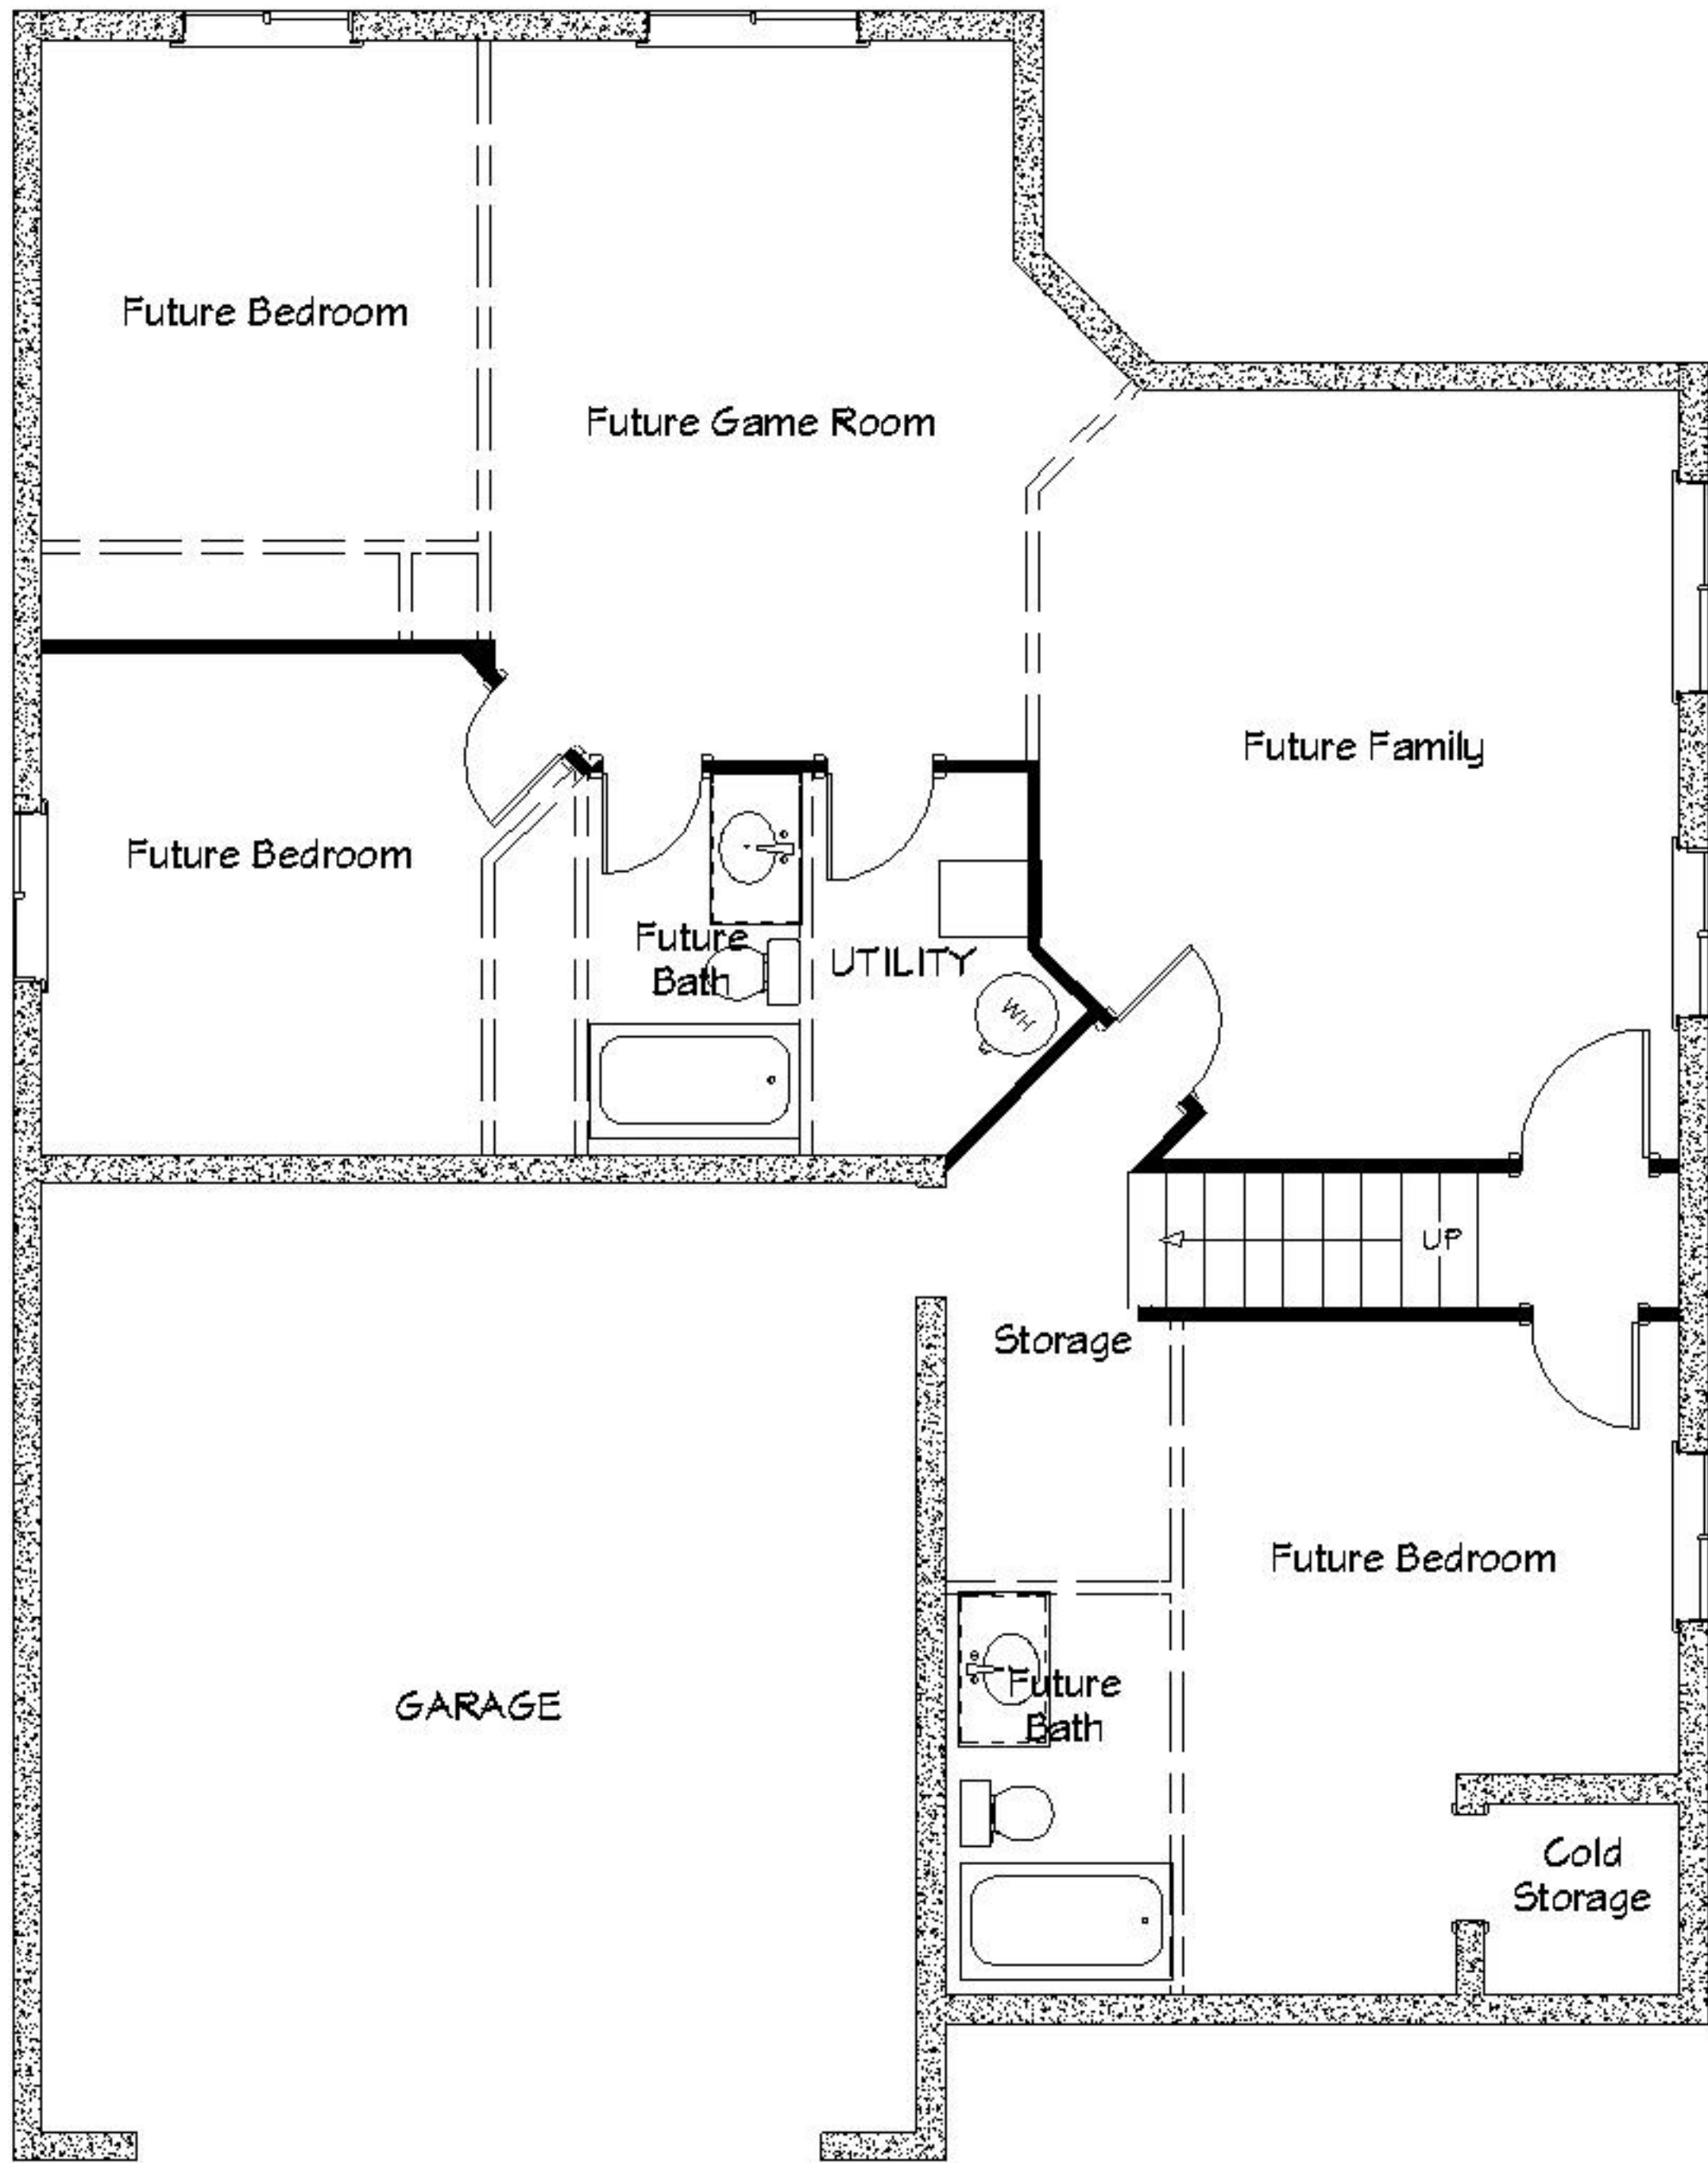 Future Bedroom
Future Game Room
Future Family
Future Bedroom
Future
Bath
UTILITY
WH
UP
Storage
Future Bedroom
GARAGE
Future
Bath
Cold
Storage